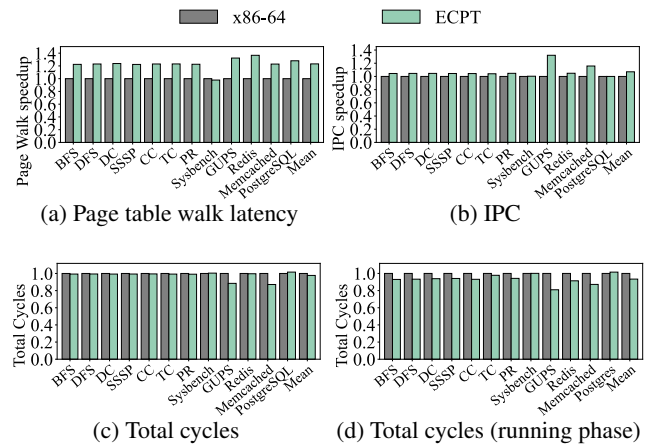 x86-64 ECPT
Page Walk speedup
1.4
1.2
1.0
0.8
0.6
0.4
0.2
0.0
BFS DFS DC SSSP CC TC PR Sysbench GUPS Redis Memcached PostgreSQL Mean
(a) Page table walk latency
IPC speedup
1.4
1.2
1.0
0.8
0.6
0.4
0.2
0.0
BFS DFS DC SSSP CC TC PR Sysbench GUPS Redis Memcached PostgreSQL Mean
(b) IPC
Total Cycles
1.0
0.8
0.6
0.4
0.2
0.0
BFS DFS DC SSSP CC TC PR Sysbench GUPS Redis Memcached PostgreSQL Mean
(c) Total cycles
Total Cycles
1.0
0.8
0.6
0.4
0.2
0.0
BFS DFS DC SSSP CC TC PR Sysbench GUPS Redis Memcached Postgres Mean
(d) Total cycles (running phase)